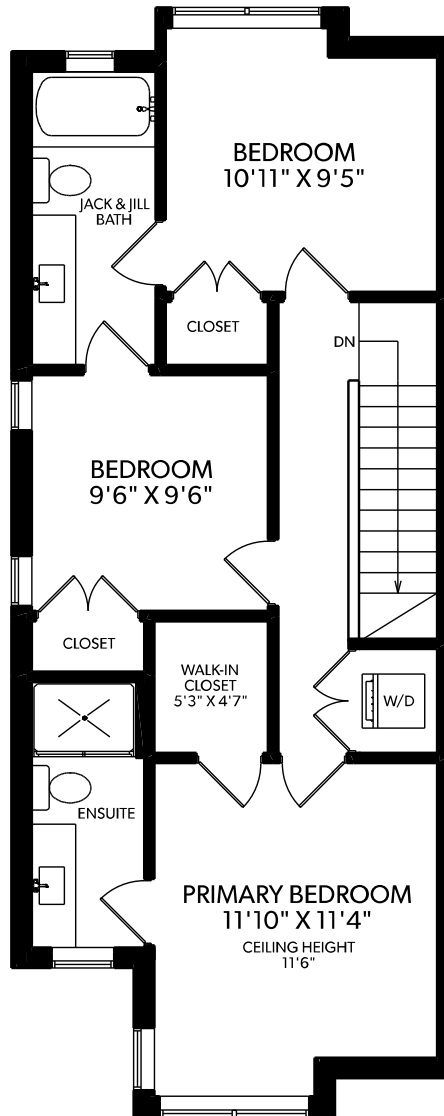 BEDROOM
10'11" X 9'5"
JACK & JILL
BATH
CLOSET
DN
BEDROOM
9'6" X 9'6"
CLOSET
WALK-IN
CLOSET
5'3" X 4'7"
W/D
ENSUITE
PRIMARY BEDROOM
11'10" X 11'4"
CEILING HEIGHT
11'6"